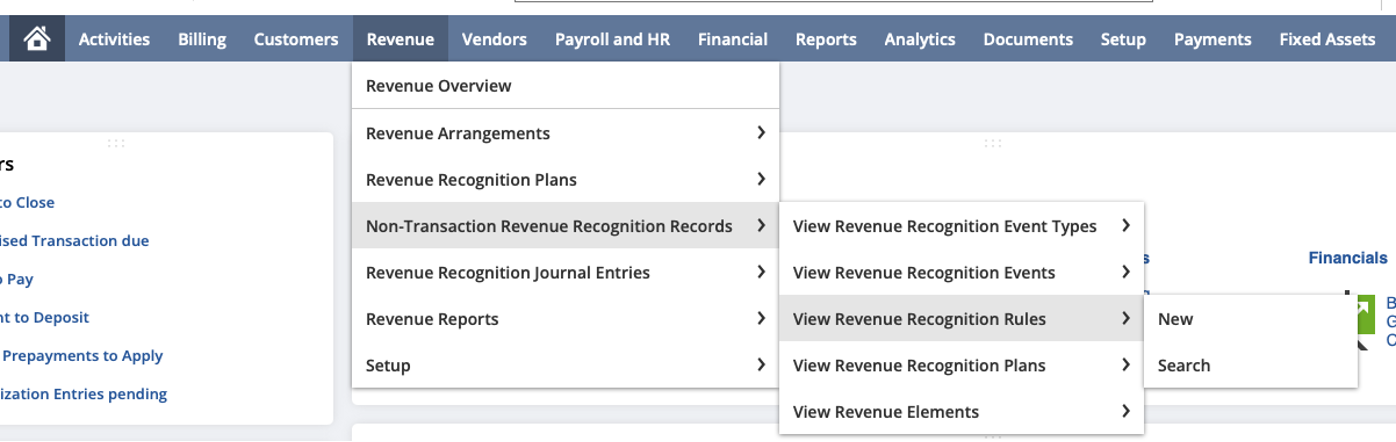 Activities Billing Customers Revenue Vendors Payroll and HR Financial Reports Analytics Documents Setup Payments Fixed Assets
Revenue Overview
Revenue Arrangements
Revenue Recognition Plans
Non-Transaction Revenue Recognition Records
Revenue Recognition Journal Entries
Revenue Reports
Setup
View Revenue Recognition Event Types
View Revenue Recognition Events
View Revenue Recognition Rules
View Revenue Recognition Plans
View Revenue Elements
New
Search
rs
to Close
ised Transaction due
Pay
nt to Deposit
Prepayments to Apply
ization Entries pending
s
Financials
B
G
C